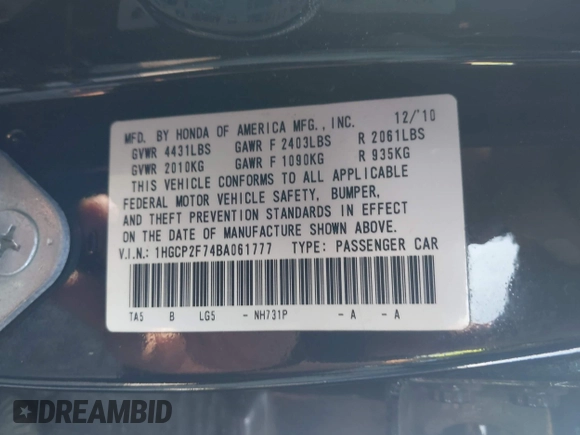 MFD. BY HONDA OF AMERICA MFG., INC. 12/'10
GVWR 4431LBS GAWR F 2403LBS R 2061LBS
GVWR 2010KG GAWR F 1090KG R 935KG
THIS VEHICLE CONFORMS TO ALL APPLICABLE
FEDERAL MOTOR VEHICLE SAFETY, BUMPER,
AND THEFT PREVENTION STANDARDS IN EFFECT
ON THE DATE OF MANUFACTURE SHOWN ABOVE.
V.I.N.: 1HGCP2F74BA061777 TYPE: PASSENGER CAR
TA5 B LG5 - NH731P - A - A
DREAMBID